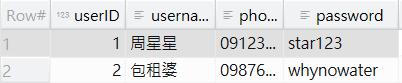 Row# 123 userID username... pho... password
1 1 周星星 09123... star123
2 2 包租婆 09876... whynowater